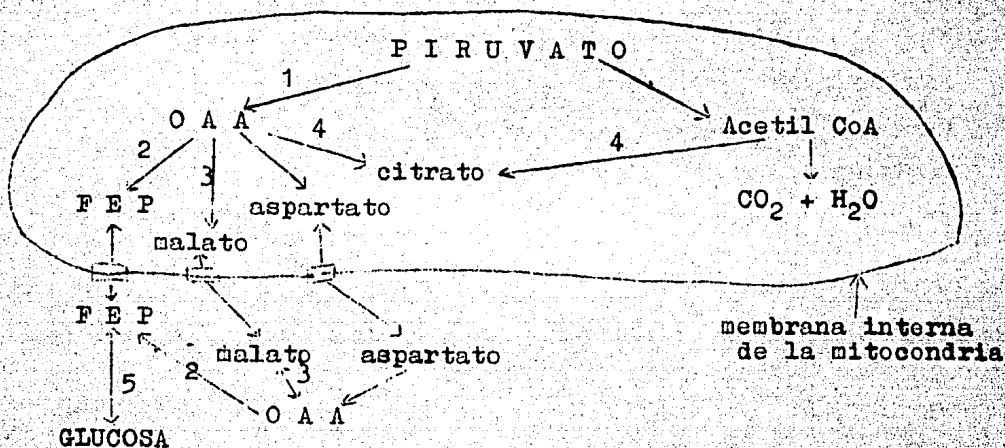 PIRUVATO
1
OAA
4
Acetil CoA
2
3
4
citrato
FEP
aspartato
CO2 + H2O
malato
FEP
membrana interna
de la mitocondria
malato
aspartato
5
2
3
OAA
GLUCOSA